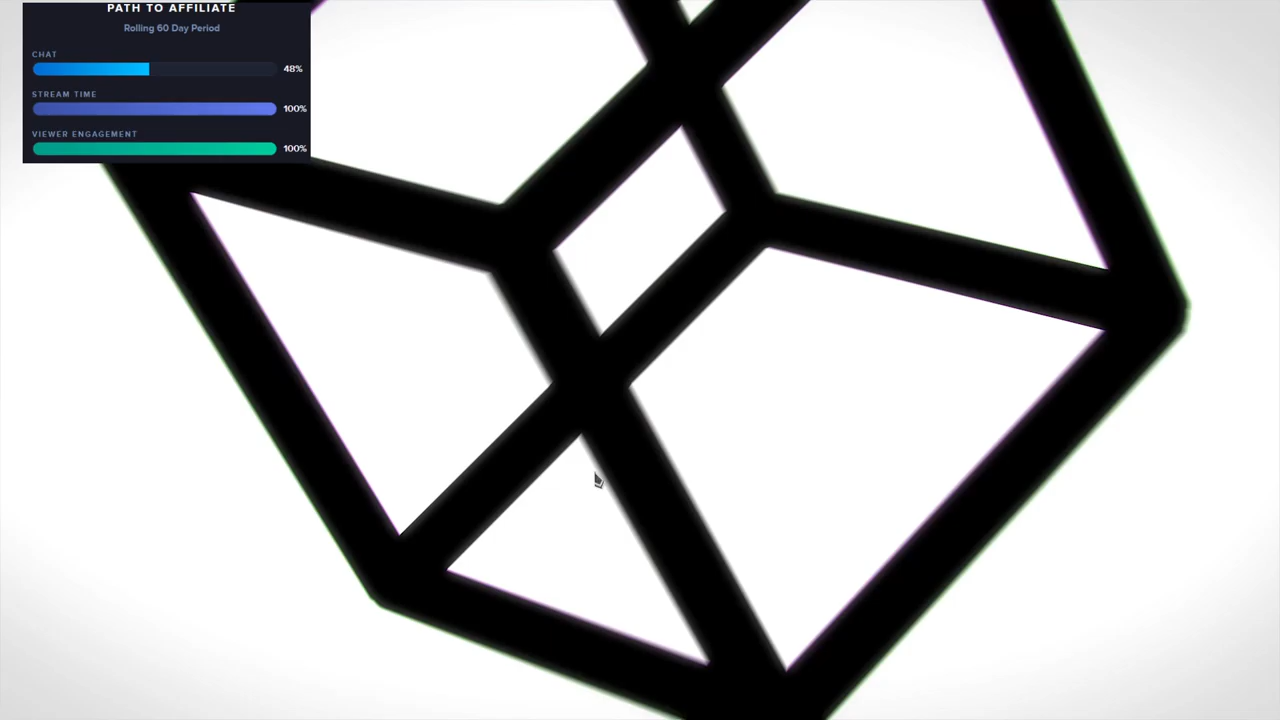 PATH TO AFFILIATE
Rolling 60 Day Period
CHAT
48%
STREAM TIME
100%
VIEWER ENGAGEMENT
100%